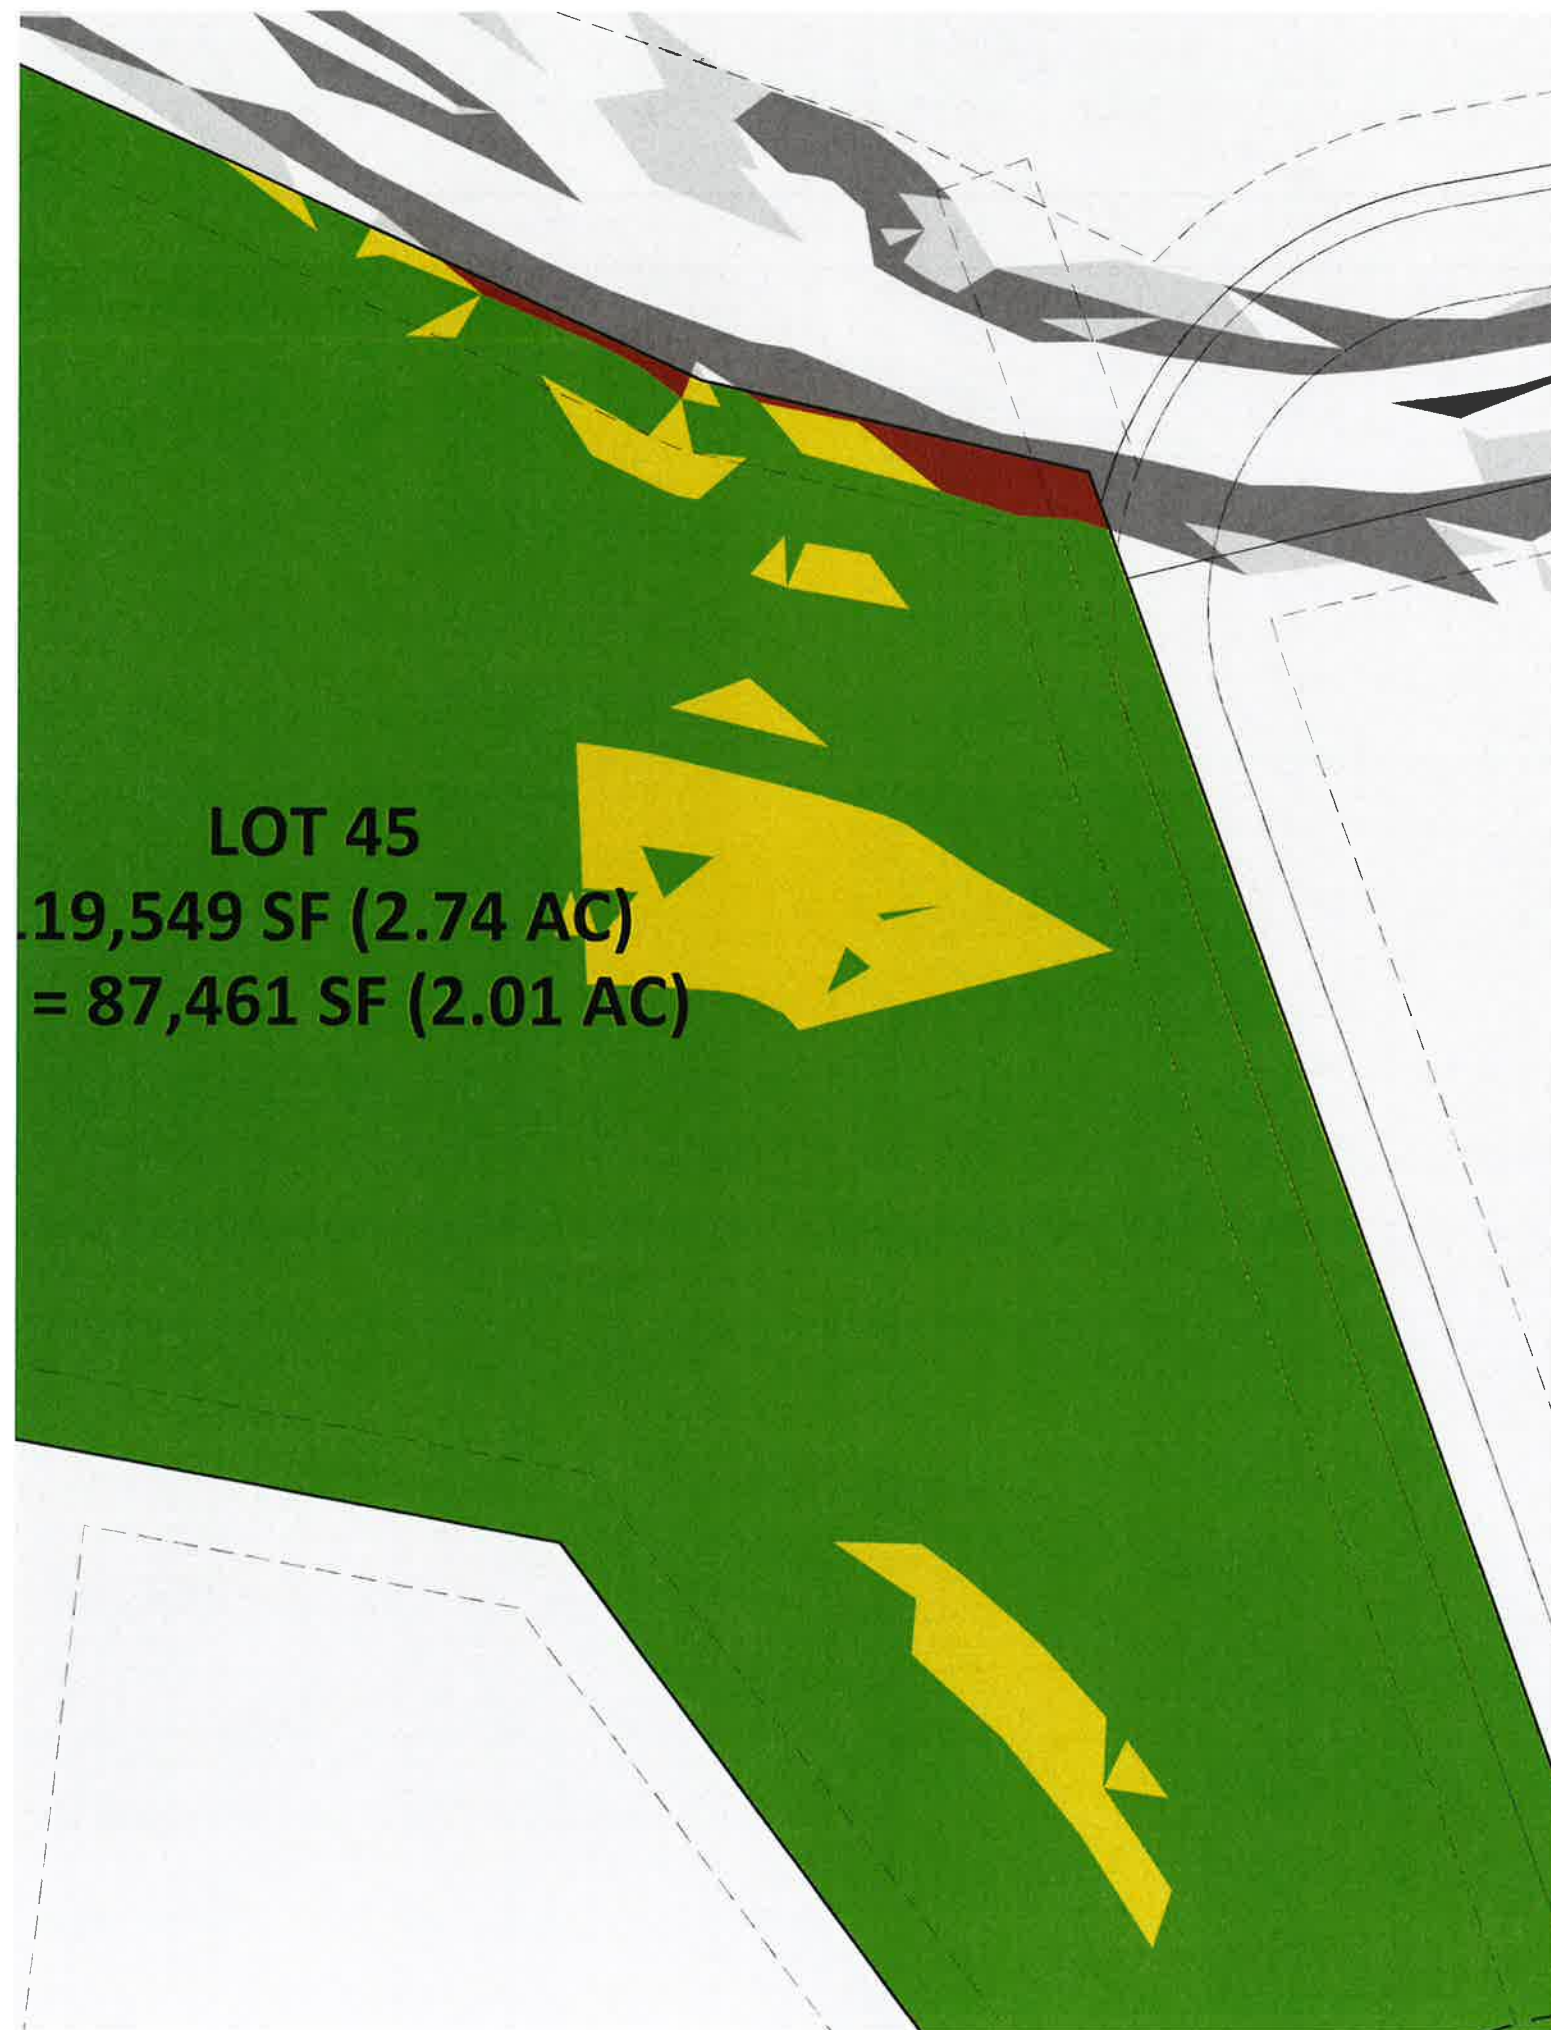 LOT 45
19,549 SF (2.74 AC)
= 87,461 SF (2.01 AC)